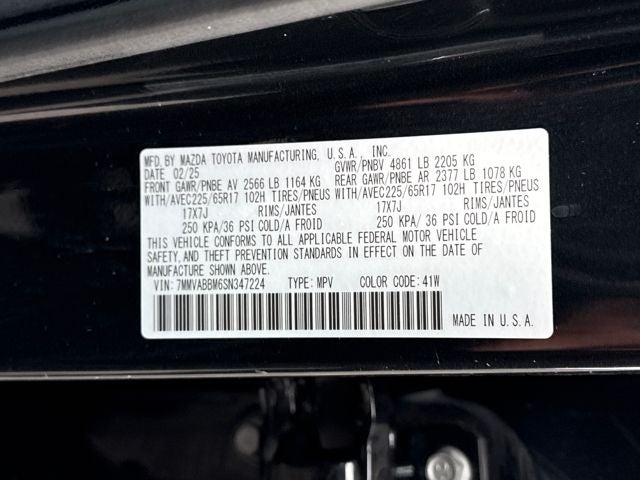 MFD. BY MAZDA TOYOTA MANUFACTURING, U.S.A., INC.
DATE 02/25 GVWR/PNBV 4861 LB 2205 KG
FRONT GAWR/PNBE AV 2566 LB 1164 KG REAR GAWR/PNBE AR 2377 LB 1078 KG
WITH/AVEC225/65R17 102H TIRES/PNEUS WITH/AVEC225/65R17 102H TIRES/PNEUS
17X7J RIMS/JANTES 17X7J RIMS/JANTES
250 KPA/36 PSI COLD/A FROID 250 KPA/ 36 PSI COLD/A FROID
THIS VEHICLE CONFORMS TO ALL APPLICABLE FEDERAL MOTOR VEHICLE
SAFETY, AND THEFT PREVENTION STANDARDS IN EFFECT ON THE DATE OF
MANUFACTURE SHOWN ABOVE.
VIN: 7MMVABBM6SN347224 TYPE: MPV COLOR CODE: 41W
MADE IN U.S.A.